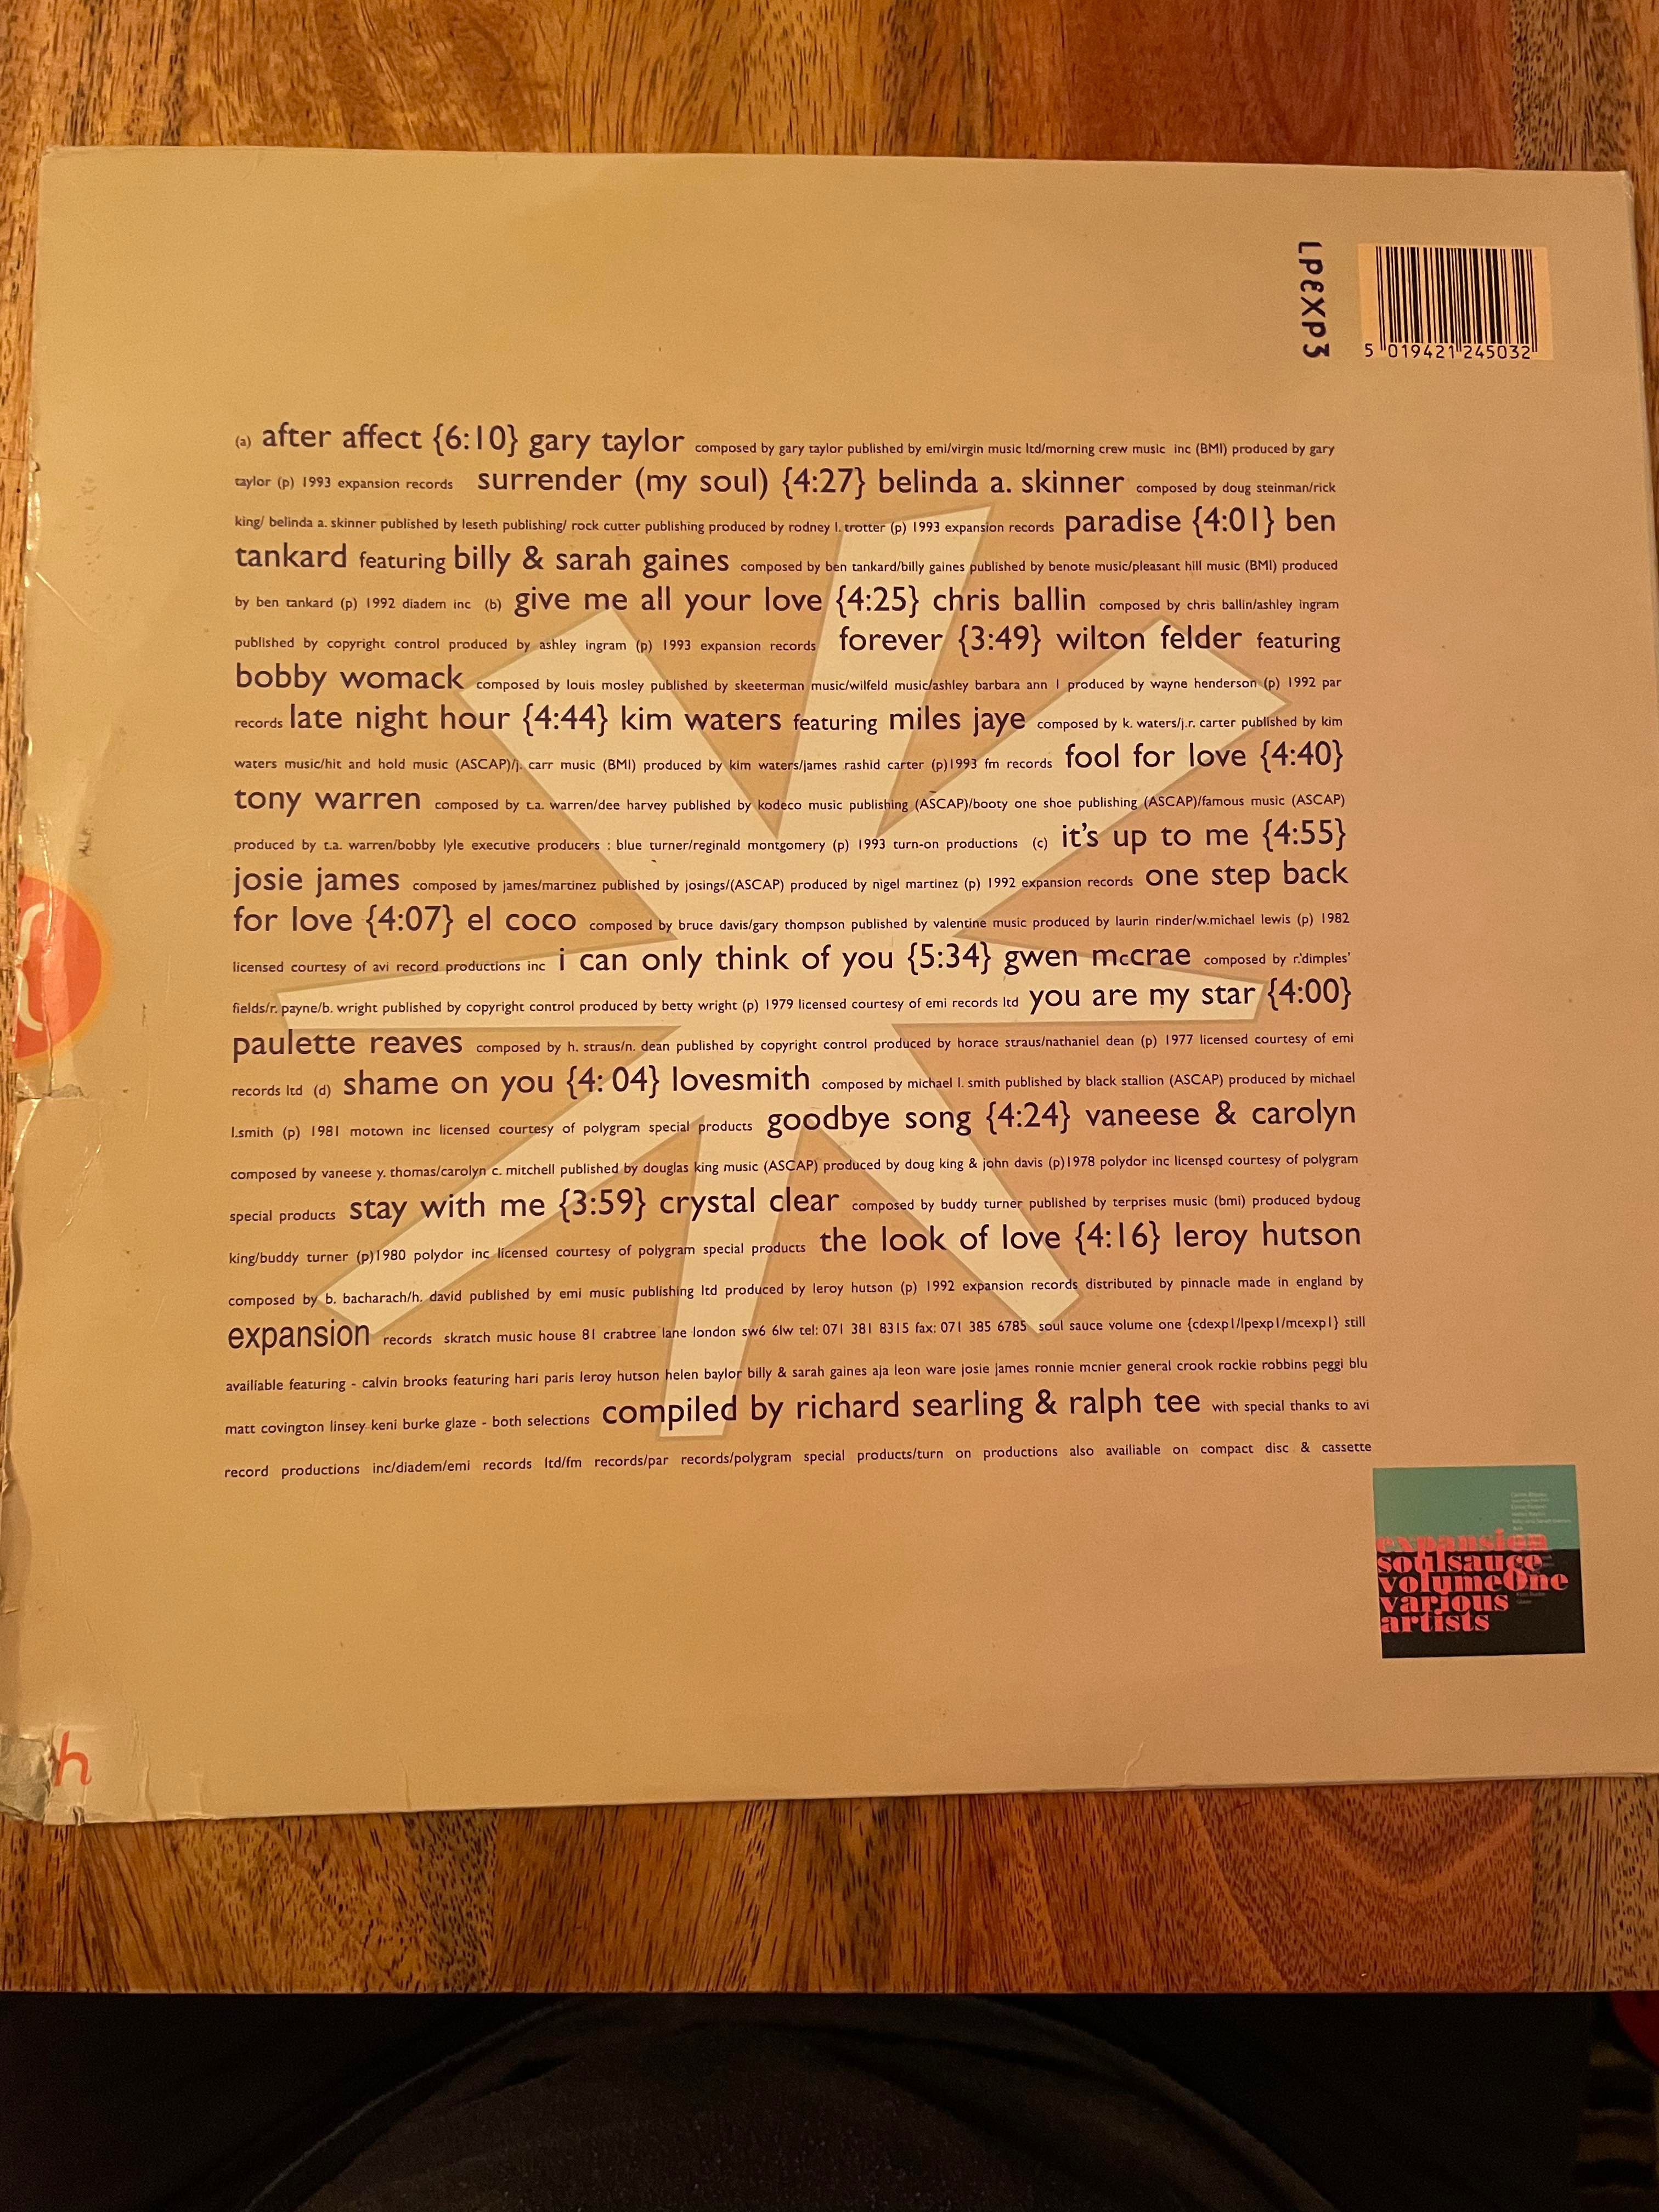 LPEXP3
5 019421 245032
(a) after affect {6:10} gary taylor composed by gary taylor published by emi/virgin music ltd/morning crew music inc (BMI) produced by gary
taylor (p) 1993 expansion records surrender (my soul) {4:27} belinda a. skinner composed by doug steinman/rick
king/ belinda a. skinner published by leseth publishing/ rock cutter publishing produced by rodney l. trotter (p) 1993 expansion records paradise {4:01} ben
tankard featuring billy & sarah gaines composed by ben tankard/billy gaines published by benote music/pleasant hill music (BMI) produced
by ben tankard (p) 1992 diadem inc (b) give me all your love {4:25} chris ballin composed by chris ballin/ashley ingram
published by copyright control produced by ashley ingram (p) 1993 expansion records forever {3:49} wilton felder featuring
bobby womack composed by louis mosley published by skeeterman music/wilfeld music/ashley barbara ann l produced by wayne henderson (p) 1992 par
records late night hour {4:44} kim waters featuring miles jaye composed by k. waters/j.r. carter published by kim
waters music/hit and hold music (ASCAP)/j. carr music (BMI) produced by kim waters/james rashid carter (p)1993 fm records fool for love {4:40}
tony warren composed by t.a. warren/dee harvey published by kodeco music publishing (ASCAP)/booty one shoe publishing (ASCAP)/famous music (ASCAP)
produced by t.a. warren/bobby lyle executive producers : blue turner/reginald montgomery (p) 1993 turn-on productions (c) it's up to me {4:55}
josie james composed by james/martinez published by josings/(ASCAP) produced by nigel martinez (p) 1992 expansion records one step back
for love {4:07} el coco composed by bruce davis/gary thompson published by valentine music produced by laurin rinder/w.michael lewis (p) 1982
licensed courtesy of avi record productions inc i can only think of you {5:34} gwen mccrae composed by r.'dimples'
fields/r. payne/b. wright published by copyright control produced by betty wright (p) 1979 licensed courtesy of emi records ltd you are my star {4:00}
paulette reaves composed by h. straus/n. dean published by copyright control produced by horace straus/nathaniel dean (p) 1977 licensed courtesy of emi
records ltd (d) shame on you {4: 04} lovesmith composed by michael l. smith published by black stallion (ASCAP) produced by michael
l.smith (p) 1981 motown inc licensed courtesy of polygram special products goodbye song {4:24} vaneese & carolyn
composed by vaneese y. thomas/carolyn c. mitchell published by douglas king music (ASCAP) produced by doug king & john davis (p)1978 polydor inc licensed courtesy of polygram
special products stay with me {3:59} crystal clear composed by buddy turner published by terprises music (bmi) produced bydoug
king/buddy turner (p)1980 polydor inc licensed courtesy of polygram special products the look of love {4:16} leroy hutson
composed by b. bacharach/h. david published by emi music publishing ltd produced by leroy hutson (p) 1992 expansion records distributed by pinnacle made in england by
expansion records skratch music house 81 crabtree lane london sw6 6lw tel: 071 381 8315 fax: 071 385 6785 soul sauce volume one {cdexp1/lpexp1/mcexp1} still
availiable featuring - calvin brooks featuring hari paris leroy hutson helen baylor billy & sarah gaines aja leon ware josie james ronnie mcnier general crook rockie robbins peggi blu
matt covington linsey keni burke glaze - both selections compiled by richard searling & ralph tee with special thanks to avi
record productions inc/diadem/emi records ltd/fm records/par records/polygram special products/turn on productions also availiable on compact disc & cassette
expansion
soulsauce
volumeOne
various
artists
h